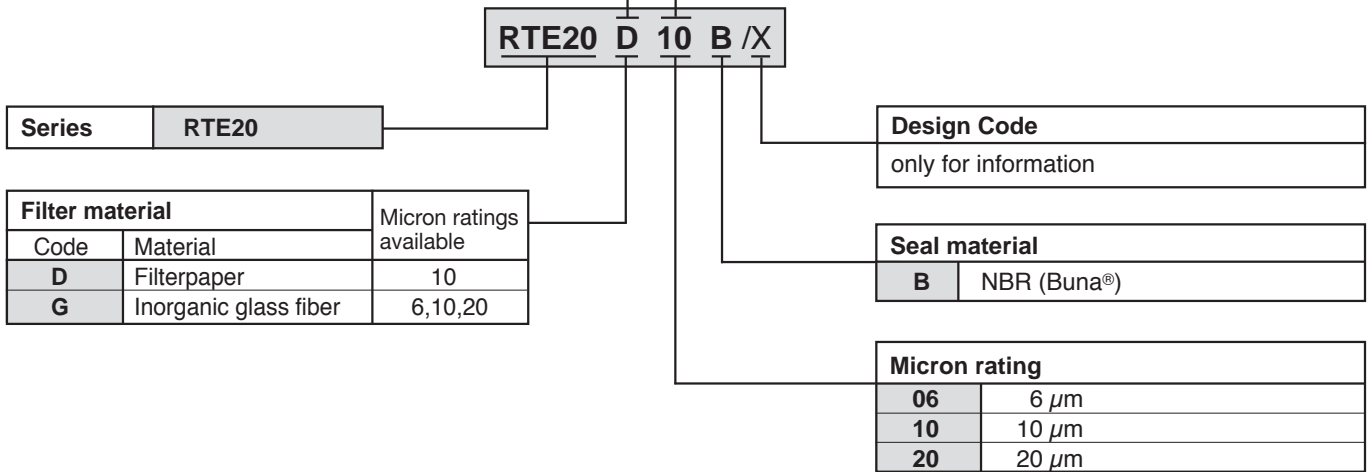 RTE20 D 10 B /X
Series RTE20
Filter material Micron ratings available
Code Material
D Filterpaper 10
G Inorganic glass fiber 6,10,20
Design Code
only for information
Seal material
B NBR (Buna®)
Micron rating
06 6 µm
10 10 µm
20 20 µm